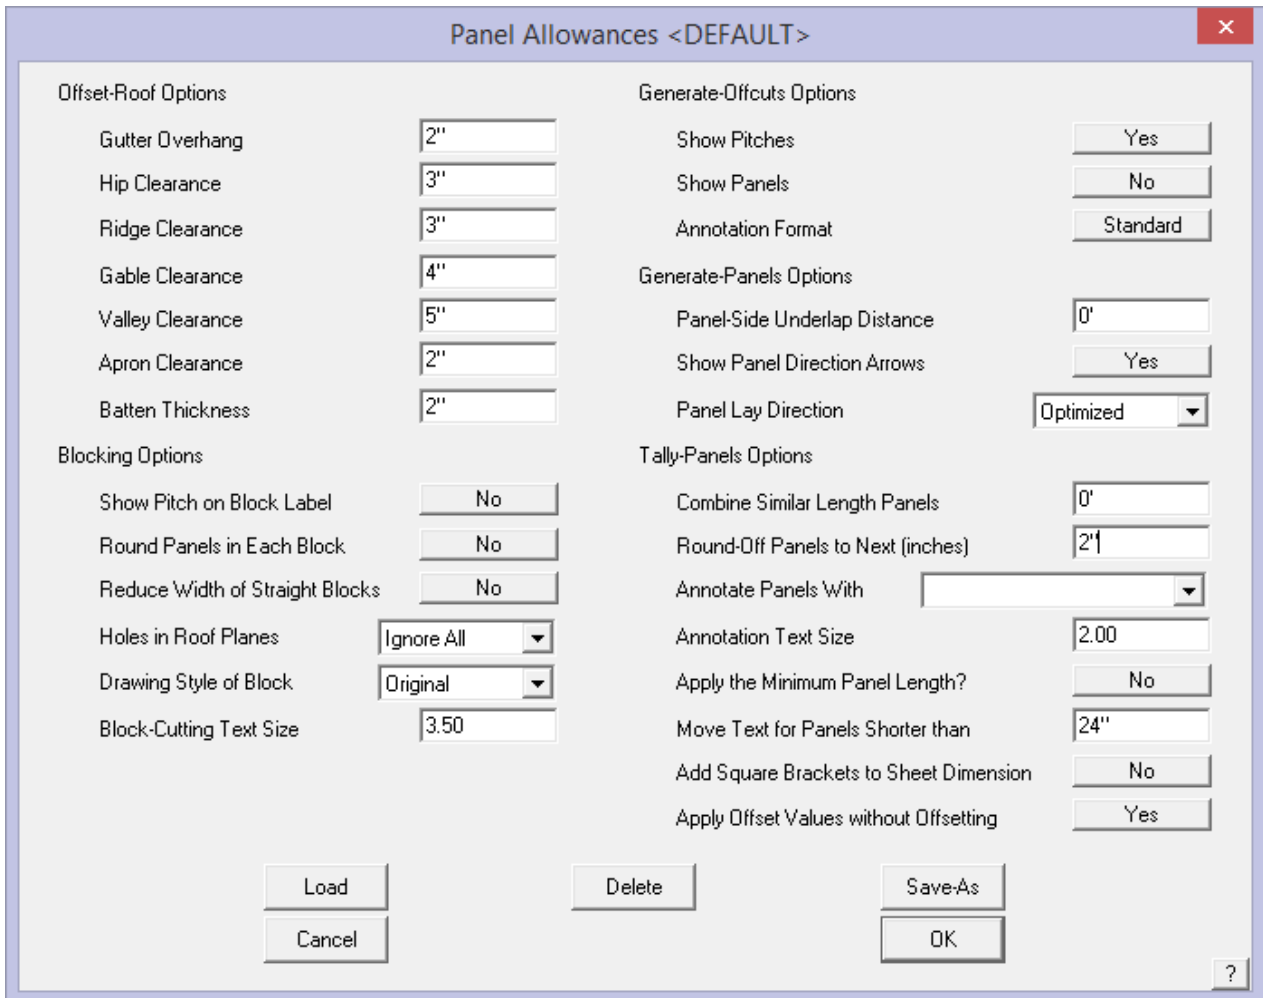 Panel Allowances <DEFAULT>
Offset-Roof Options
Gutter Overhang 2"
Hip Clearance 3"
Ridge Clearance 3"
Gable Clearance 4"
Valley Clearance 5"
Apron Clearance 2"
Batten Thickness 2"
Blocking Options
Show Pitch on Block Label No
Round Panels in Each Block No
Reduce Width of Straight Blocks No
Holes in Roof Planes Ignore All
Drawing Style of Block Original
Block-Cutting Text Size 3.50
Generate-Offcuts Options
Show Pitches Yes
Show Panels No
Annotation Format Standard
Generate-Panels Options
Panel-Side Underlap Distance 0'
Show Panel Direction Arrows Yes
Panel Lay Direction Optimized
Tally-Panels Options
Combine Similar Length Panels 0'
Round-Off Panels to Next (inches) 2"
Annotate Panels With
Annotation Text Size 2.00
Apply the Minimum Panel Length? No
Move Text for Panels Shorter than 24"
Add Square Brackets to Sheet Dimension No
Apply Offset Values without Offsetting Yes
Load Delete Save-As
Cancel OK
?